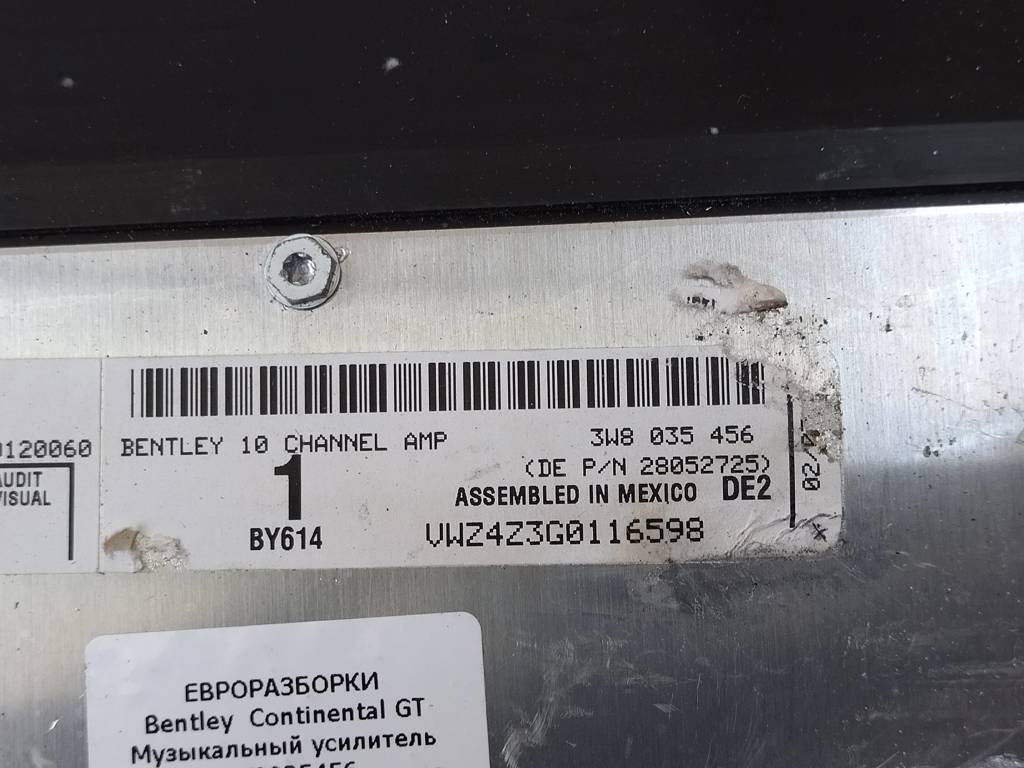 BENTLEY 10 CHANNEL AMP
3W8 035 456
(DE P/N 28052725)
1
ASSEMBLED IN MEXICO DE2
BY614
VWZ4Z3G0116598
120060
AUDIT
VISUAL
ЕВРОРАЗБОРКИ
Bentley Continental GT
Музыкальный усилитель